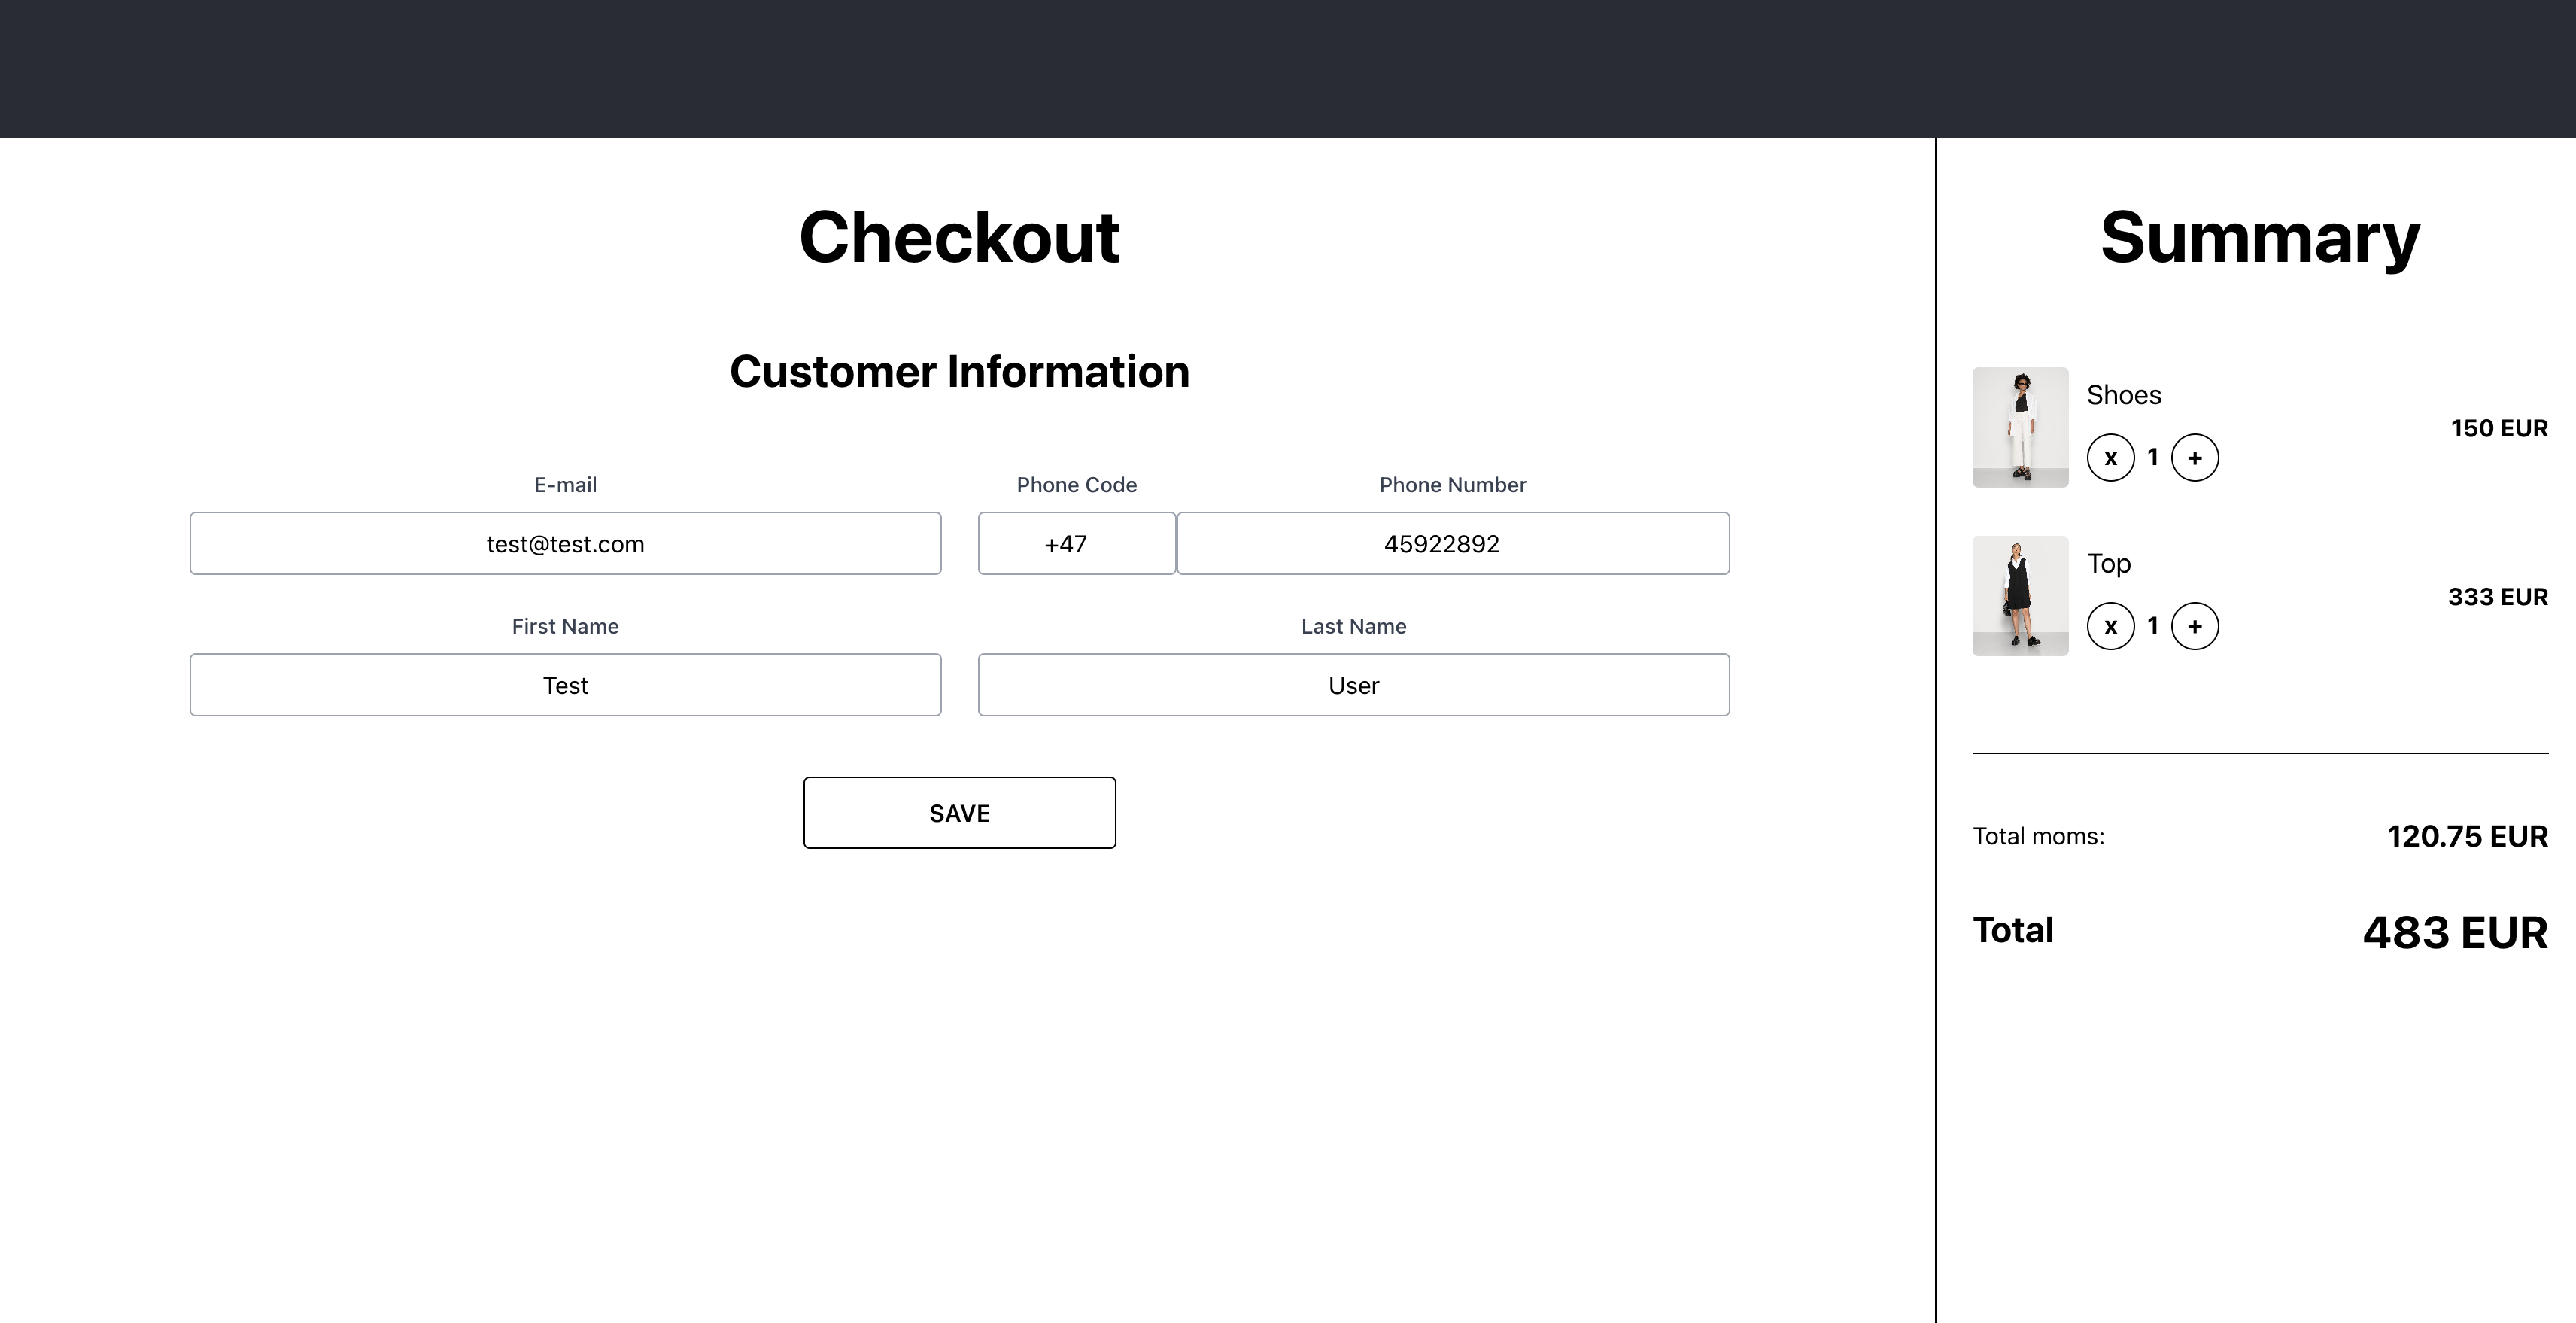 Checkout
Customer Information
E-mail
test@test.com
Phone Code
+47
Phone Number
45922892
First Name
Test
Last Name
User
SAVE
Summary
Shoes
x 1 +
150 EUR
Top
x 1 +
333 EUR
Total moms: 120.75 EUR
Total 483 EUR